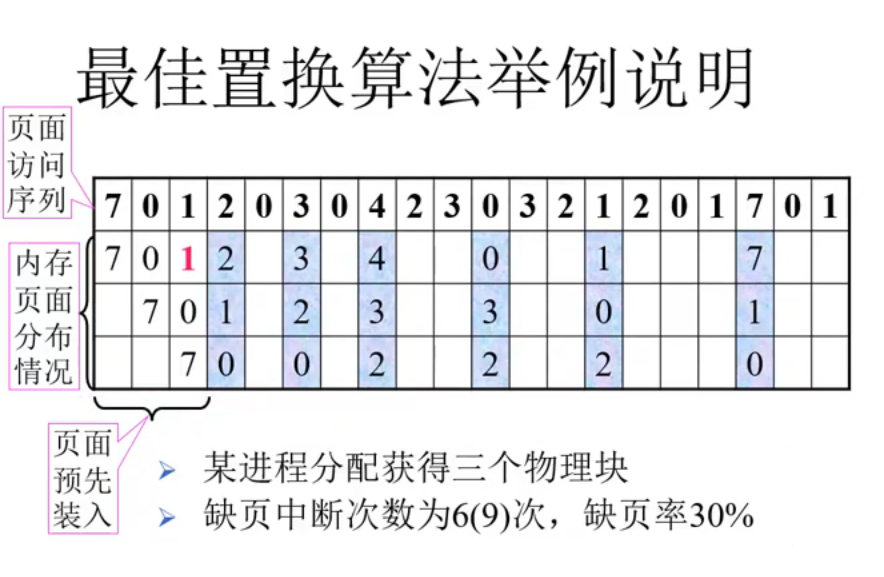 最佳置换算法举例说明
页面
访问
序列
7 0 1 2 0 3 0 4 2 3 0 3 2 1 2 0 1 7 0 1
内存
页面
分布
情况
7 0 1 2 3 4 0 1 7
7 0 1 2 3 3 0 1
7 0 0 2 2 2 0
页面
预先
装入
➢ 某进程分配获得三个物理块
➢ 缺页中断次数为6(9)次，缺页率30%